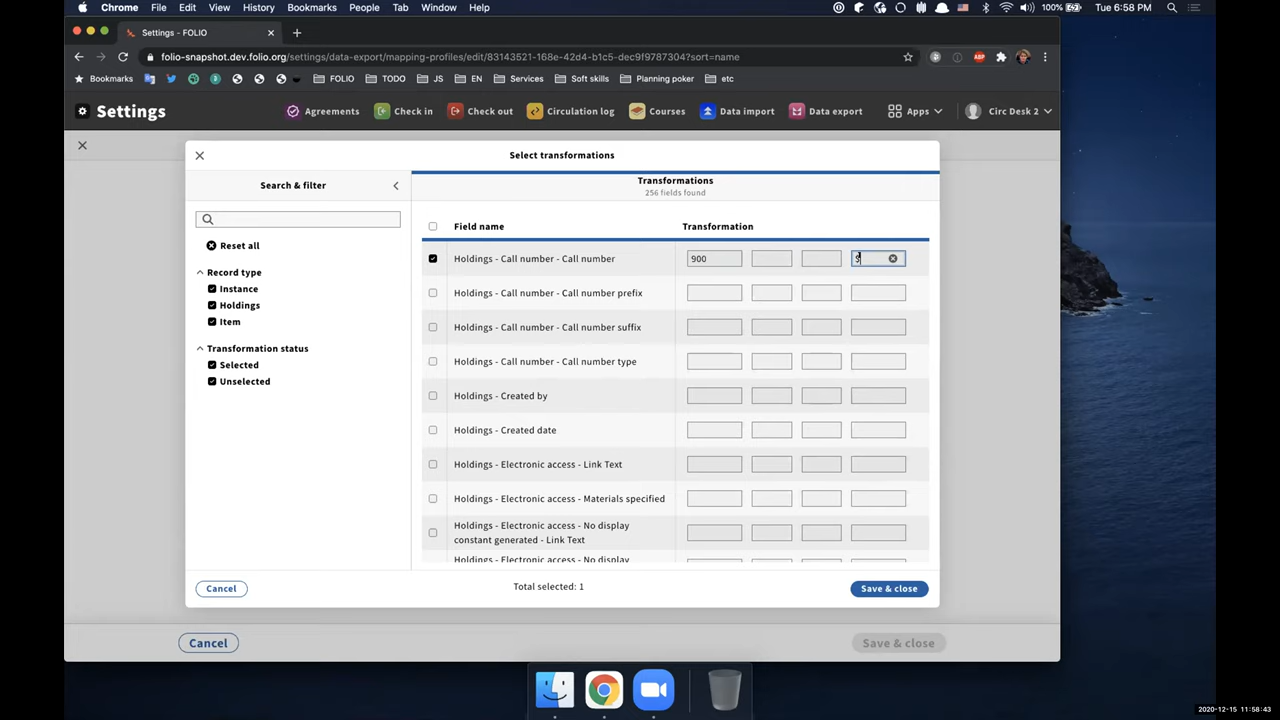 Chrome File Edit View History Bookmarks People Tab Window Help 100% Tue 6:58 PM
Settings - FOLIO
folio-snapshot.dev.folio.org/settings/data-export/mapping-profiles/edit/83143521-168e-42d4-b1c5-dec9f9787304?sort=name
Bookmarks FOLIO TODO JS EN Services Soft skills Planning poker etc
Settings Agreements Check in Check out Circulation log Courses Data import Data export Apps Circ Desk 2
Select transformations
Search & filter
Transformations
256 fields found
Field name Transformation
Reset all
Holdings - Call number - Call number 900 $
Record type
Instance
Holdings - Call number - Call number prefix
Holdings
Item
Holdings - Call number - Call number suffix
Transformation status
Selected
Holdings - Call number - Call number type
Unselected
Holdings - Created by
Holdings - Created date
Holdings - Electronic access - Link Text
Holdings - Electronic access - Materials specified
Holdings - Electronic access - No display
constant generated - Link Text
Holdings - Electronic access - No display
Cancel Total selected: 1 Save & close
Cancel Save & close
2020-12-15 11:58:43